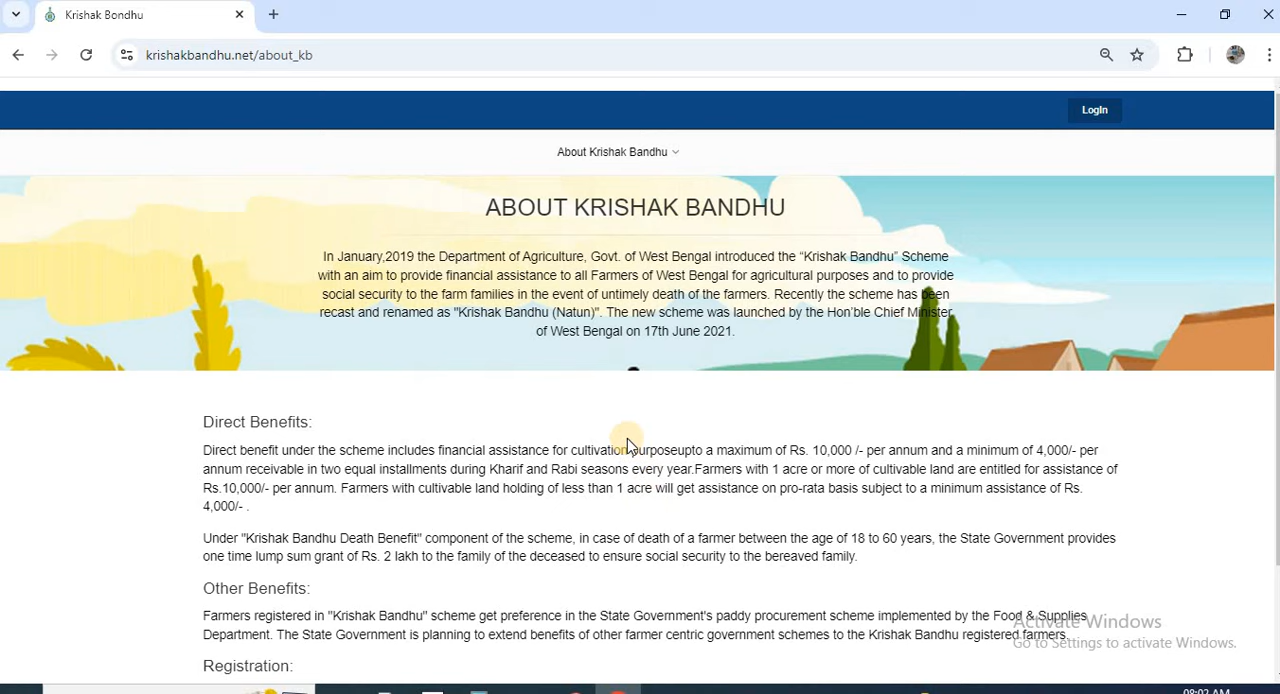 Krishak Bondhu
krishakbandhu.net/about_kb
LogIn
About Krishak Bandhu
ABOUT KRISHAK BANDHU
In January,2019 the Department of Agriculture, Govt. of West Bengal introduced the “Krishak Bandhu” Scheme
with an aim to provide financial assistance to all Farmers of West Bengal for agricultural purposes and to provide
social security to the farm families in the event of untimely death of the farmers. Recently the scheme has been
recast and renamed as "Krishak Bandhu (Natun)". The new scheme was launched by the Hon'ble Chief Minister
of West Bengal on 17th June 2021.
Direct Benefits:
Direct benefit under the scheme includes financial assistance for cultivation purposeupto a maximum of Rs. 10,000 /- per annum and a minimum of 4,000/- per
annum receivable in two equal installments during Kharif and Rabi seasons every year.Farmers with 1 acre or more of cultivable land are entitled for assistance of
Rs.10,000/- per annum. Farmers with cultivable land holding of less than 1 acre will get assistance on pro-rata basis subject to a minimum assistance of Rs.
4,000/- .
Under "Krishak Bandhu Death Benefit" component of the scheme, in case of death of a farmer between the age of 18 to 60 years, the State Government provides
one time lump sum grant of Rs. 2 lakh to the family of the deceased to ensure social security to the bereaved family.
Other Benefits:
Farmers registered in "Krishak Bandhu" scheme get preference in the State Government's paddy procurement scheme implemented by the Food & Supplies
Department. The State Government is planning to extend benefits of other farmer centric government schemes to the Krishak Bandhu registered farmers.
Activate Windows
Go to Settings to activate Windows.
Registration:
08:02 AM